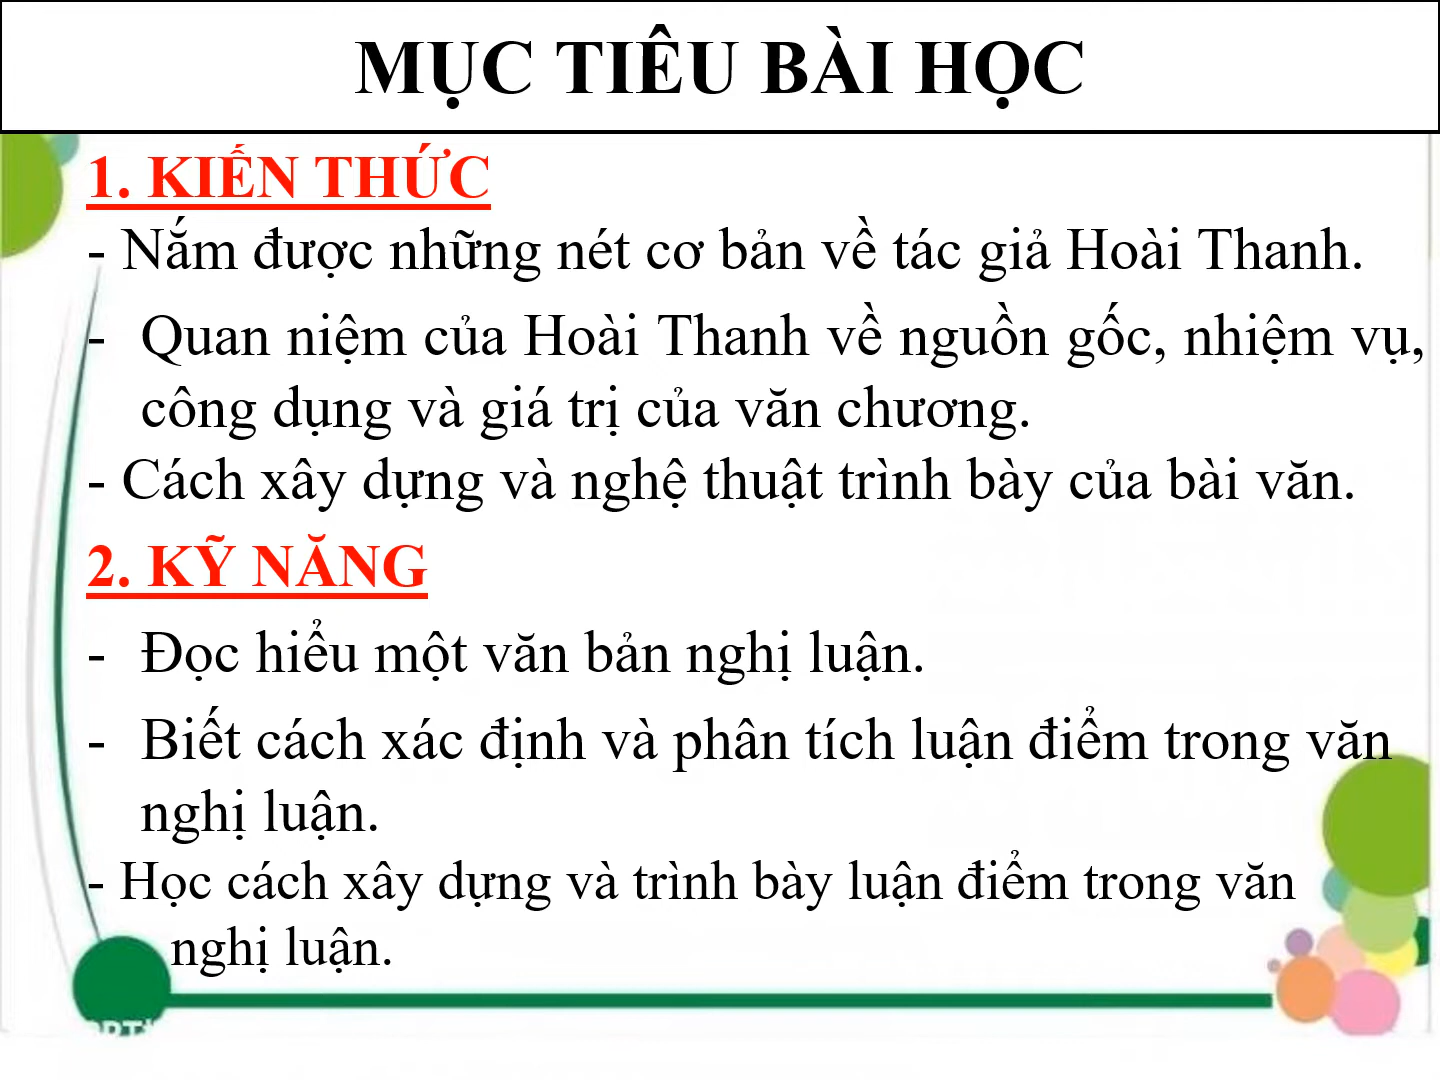 MỤC TIÊU BÀI HỌC
1. KIẾN THỨC
- Nắm được những nét cơ bản về tác giả Hoài Thanh.
- Quan niệm của Hoài Thanh về nguồn gốc, nhiệm vụ,
công dụng và giá trị của văn chương.
- Cách xây dựng và nghệ thuật trình bày của bài văn.
2. KỸ NĂNG
- Đọc hiểu một văn bản nghị luận.
- Biết cách xác định và phân tích luận điểm trong văn
nghị luận.
- Học cách xây dựng và trình bày luận điểm trong văn
nghị luận.